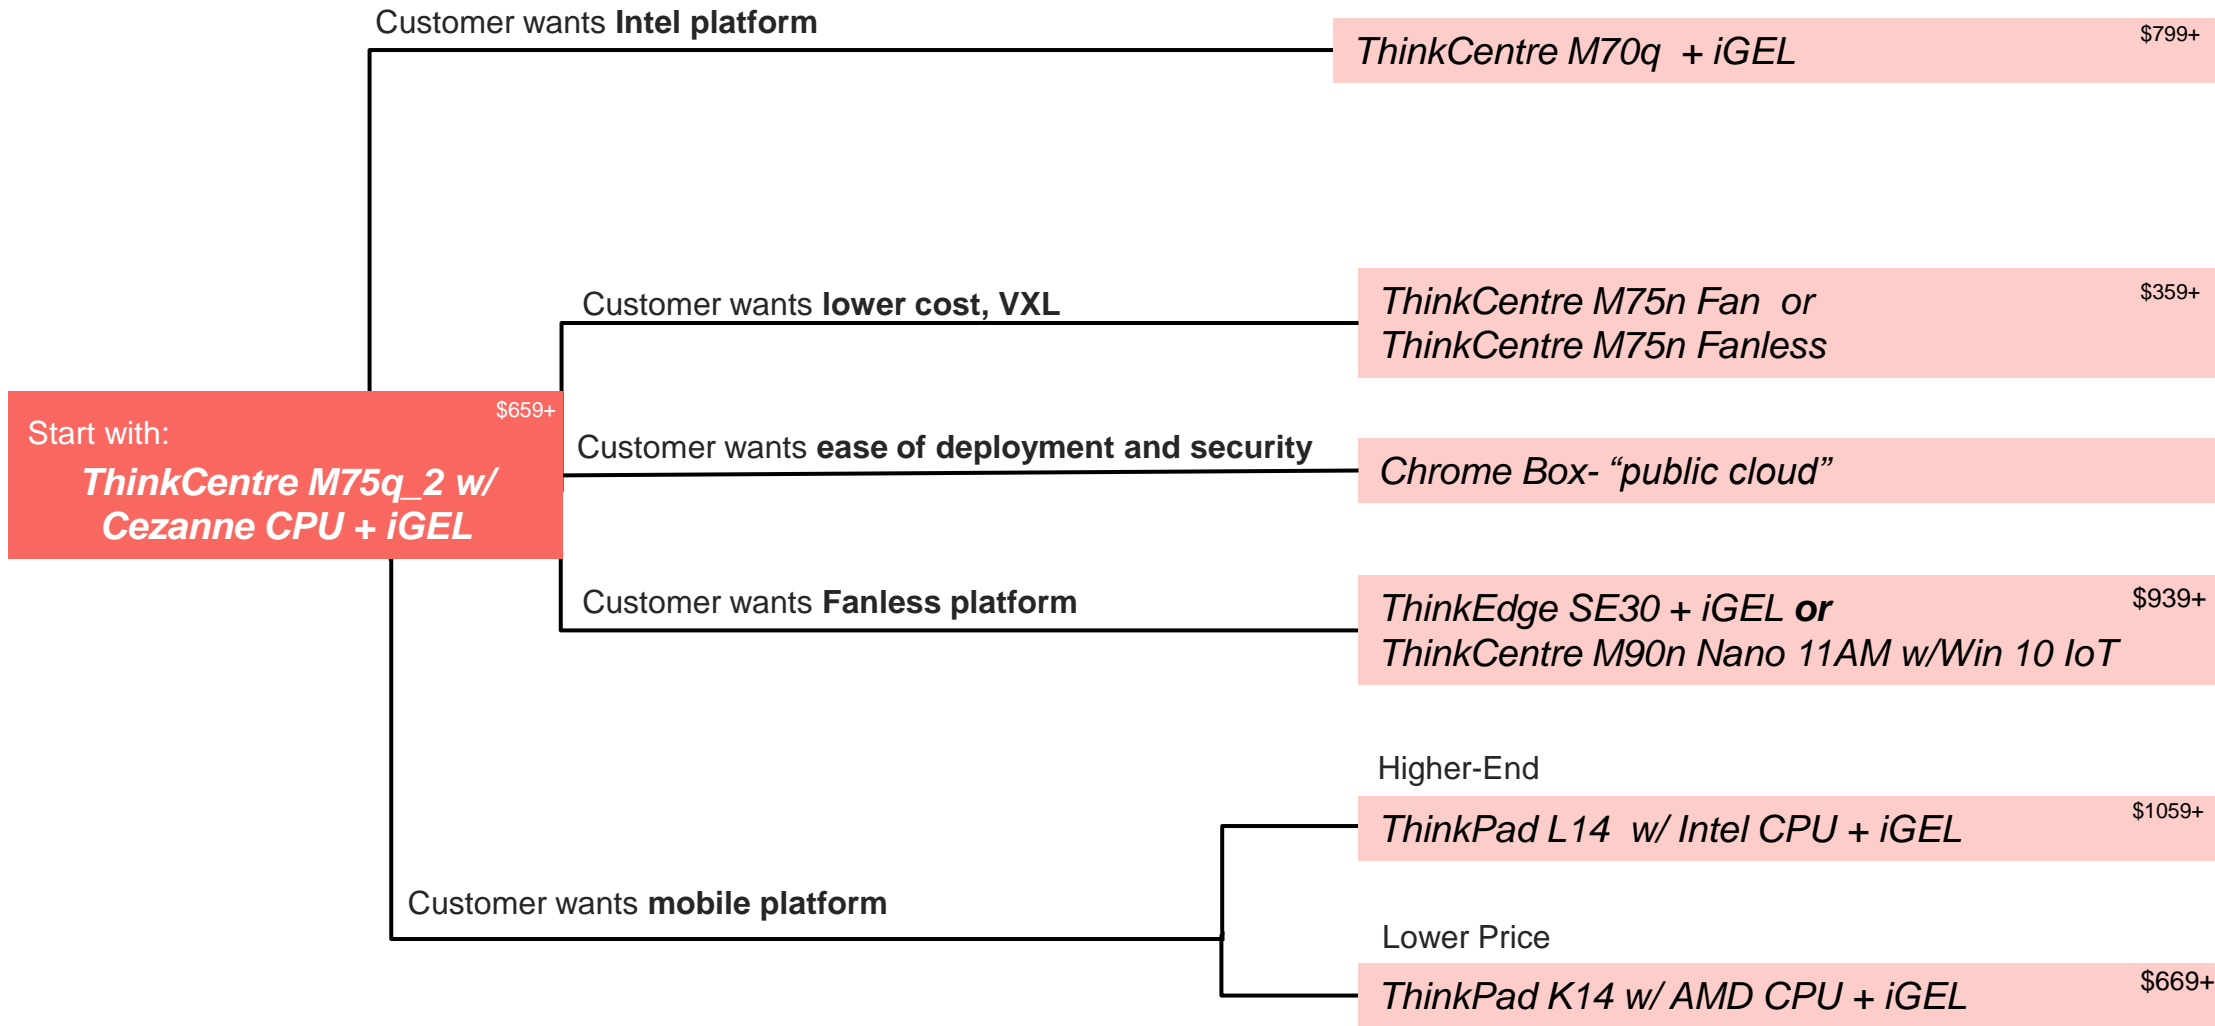 Customer wants Intel platform
ThinkCentre M70q + iGEL
$799+
Customer wants lower cost, VXL
ThinkCentre M75n Fan or
ThinkCentre M75n Fanless
$359+
Start with:
$659+
ThinkCentre M75q_2 w/
Cezanne CPU + iGEL
Customer wants ease of deployment and security
Chrome Box- “public cloud”
Customer wants Fanless platform
ThinkEdge SE30 + iGEL or
ThinkCentre M90n Nano 11AM w/Win 10 IoT
$939+
Higher-End
ThinkPad L14 w/ Intel CPU + iGEL
$1059+
Customer wants mobile platform
Lower Price
ThinkPad K14 w/ AMD CPU + iGEL
$669+